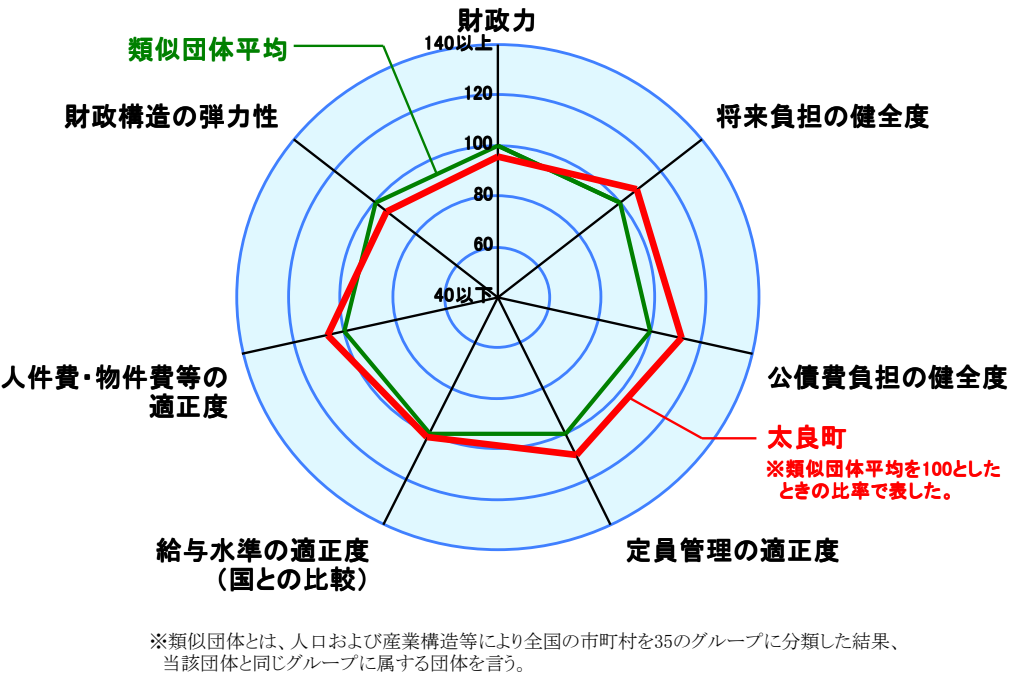 財政力
類似団体平均
140以上
120
100
80
60
40以下
財政構造の弾力性
将来負担の健全度
人件費・物件費等の
適正度
公債費負担の健全度
太良町
※類似団体平均を100とした
ときの比率で表した。
給与水準の適正度
（国との比較）
定員管理の適正度
※類似団体とは、人口および産業構造等により全国の市町村を35のグループに分類した結果、
当該団体と同じグループに属する団体を言う。